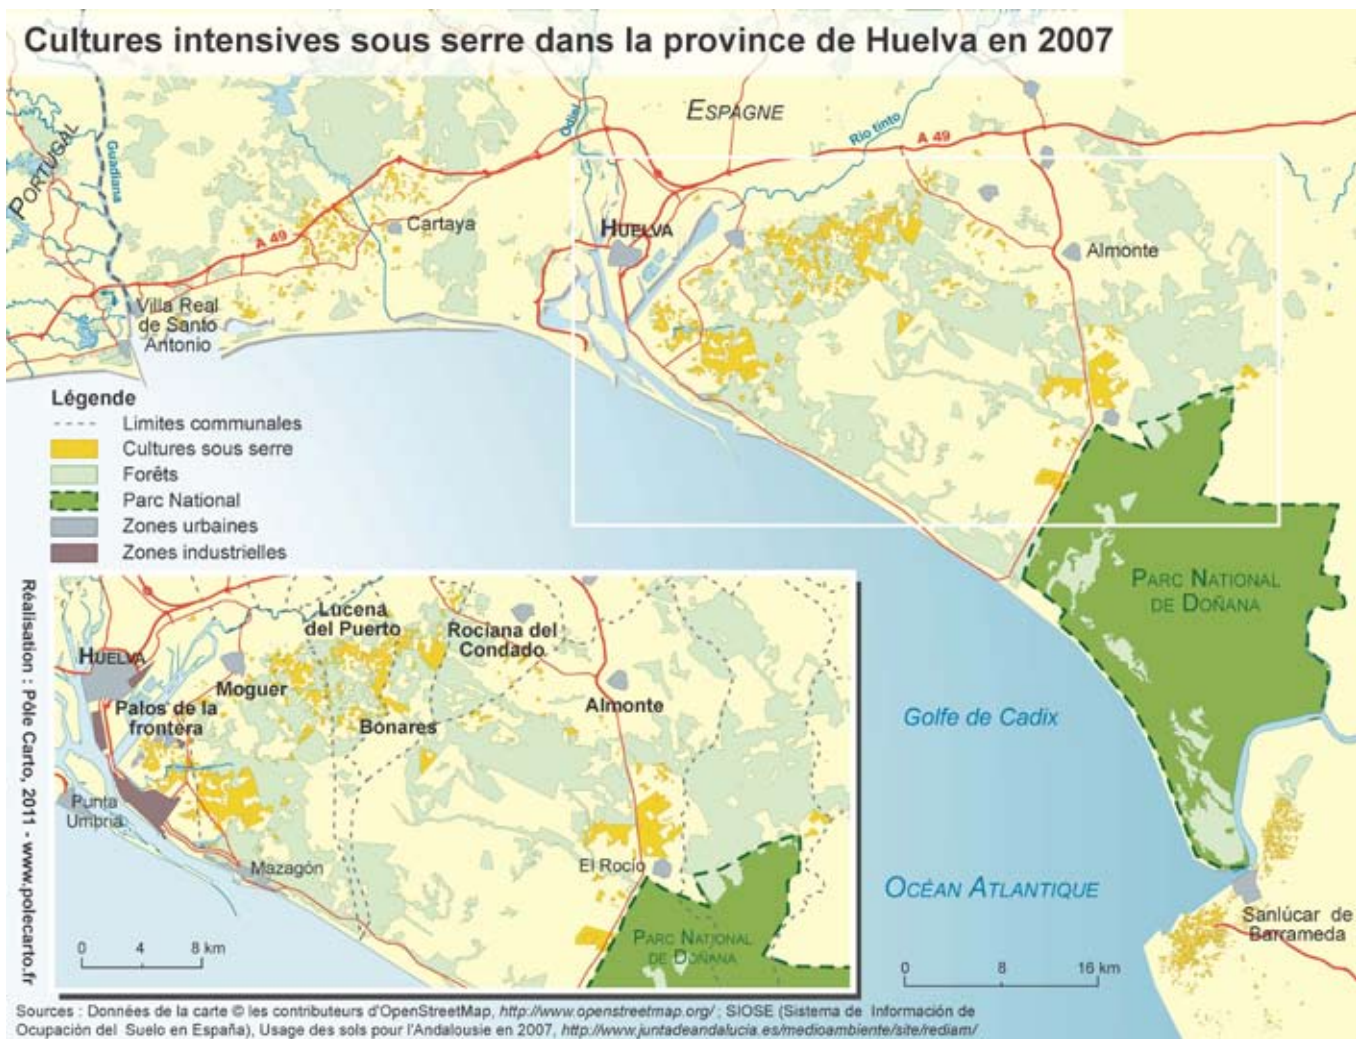 Cultures intensives sous serre dans la province de Huelva en 2007
PORTUGAL
Guadiana
Odiel
ESPAGNE
Rio tinto
A 49
A 49
Cartaya
HUELVA
Almonte
Villa Real
de Santo
Antonio
Légende
Limites communales
Cultures sous serre
Forêts
Parc National
Zones urbaines
Zones industrielles
PARC NATIONAL
DE DOÑANA
Golfe de Cadix
OCÉAN ATLANTIQUE
Sanlúcar de
Barrameda
0 8 16 km
Lucena
del Puerto
Rociana del
Condado
HUELVA
Moguer
Palos de la
frontera
Bonares
Almonte
Punta
Umbria
Mazagón
El Rocío
PARC NATIONAL
DE DOÑANA
0 4 8 km
Réalisation : Pôle Carto, 2011 - www.polecarto.fr
Sources : Données de la carte © les contributeurs d'OpenStreetMap, http://www.openstreetmap.org/ ; SIOSE (Sistema de Información de
Ocupación del Suelo en España), Usage des sols pour l'Andalousie en 2007, http://www.juntadeandalucia.es/medioambiente/site/rediam/